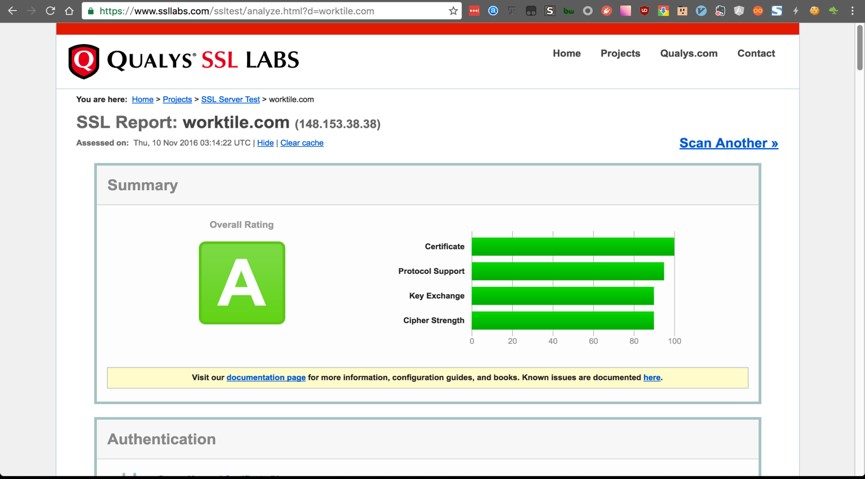 https://www.ssllabs.com/ssltest/analyze.html?d=worktile.com
QUALYS® SSL LABS
Home Projects Qualys.com Contact
You are here: Home > Projects > SSL Server Test > worktile.com
SSL Report: worktile.com (148.153.38.38)
Assessed on: Thu, 10 Nov 2016 03:14:22 UTC | Hide | Clear cache
Scan Another »
Summary
Overall Rating
A
Certificate
Protocol Support
Key Exchange
Cipher Strength
0 20 40 60 80 100
Visit our documentation page for more information, configuration guides, and books. Known issues are documented here.
Authentication